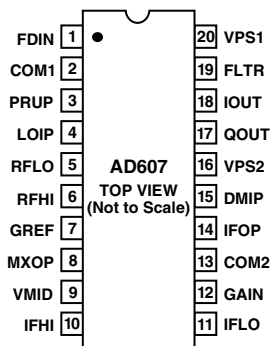 FDIN 1
COM1 2
PRUP 3
LOIP 4
RFLO 5
RFHI 6
GREF 7
MXOP 8
VMID 9
IFHI 10
AD607
TOP VIEW
(Not to Scale)
20 VPS1
19 FLTR
18 IOUT
17 QOUT
16 VPS2
15 DMIP
14 IFOP
13 COM2
12 GAIN
11 IFLO